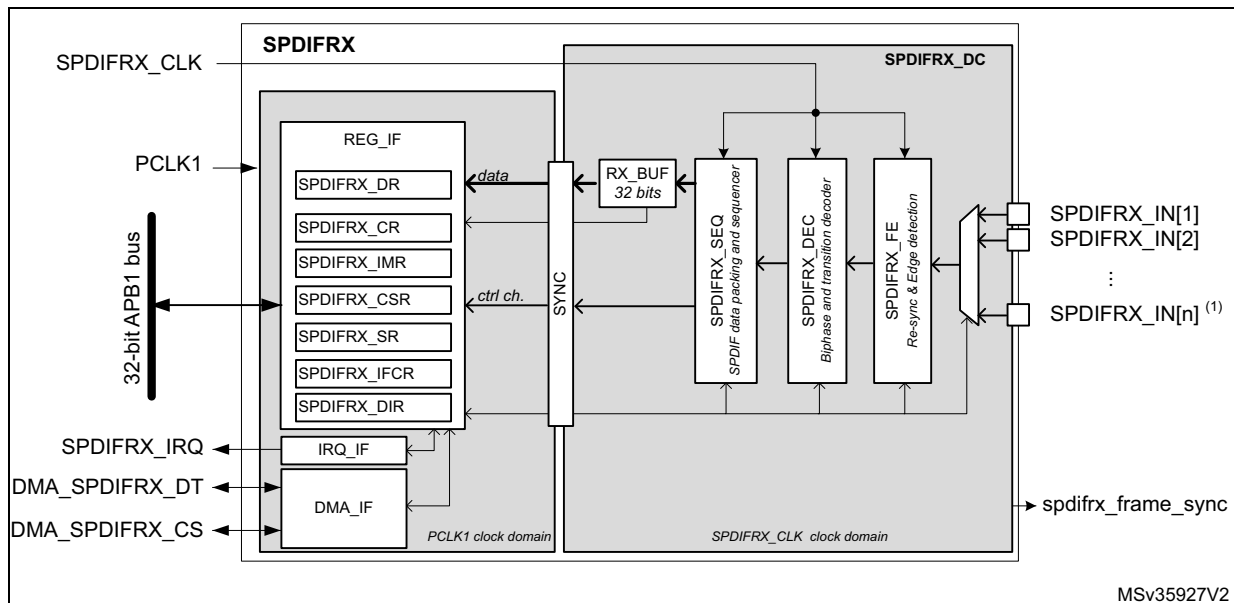 SPDIFRX
SPDIFRX_CLK
SPDIFRX_DC
PCLK1
REG_IF
SPDIFRX_DR
SPDIFRX_CR
SPDIFRX_IMR
SPDIFRX_CSR
SPDIFRX_SR
SPDIFRX_IFCR
SPDIFRX_DIR
data
ctrl ch.
SYNC
RX_BUF
32 bits
SPDIFRX_SEQ
SPDIF data packing and sequencer
SPDIFRX_DEC
Biphase and transition decoder
SPDIFRX_FE
Re-sync & Edge detection
SPDIFRX_IN[1]
SPDIFRX_IN[2]
...
SPDIFRX_IN[n] (1)
32-bit APB1 bus
SPDIFRX_IRQ
IRQ_IF
DMA_SPDIFRX_DT
DMA_IF
DMA_SPDIFRX_CS
PCLK1 clock domain
SPDIFRX_CLK clock domain
spdifrx_frame_sync
MSv35927V2